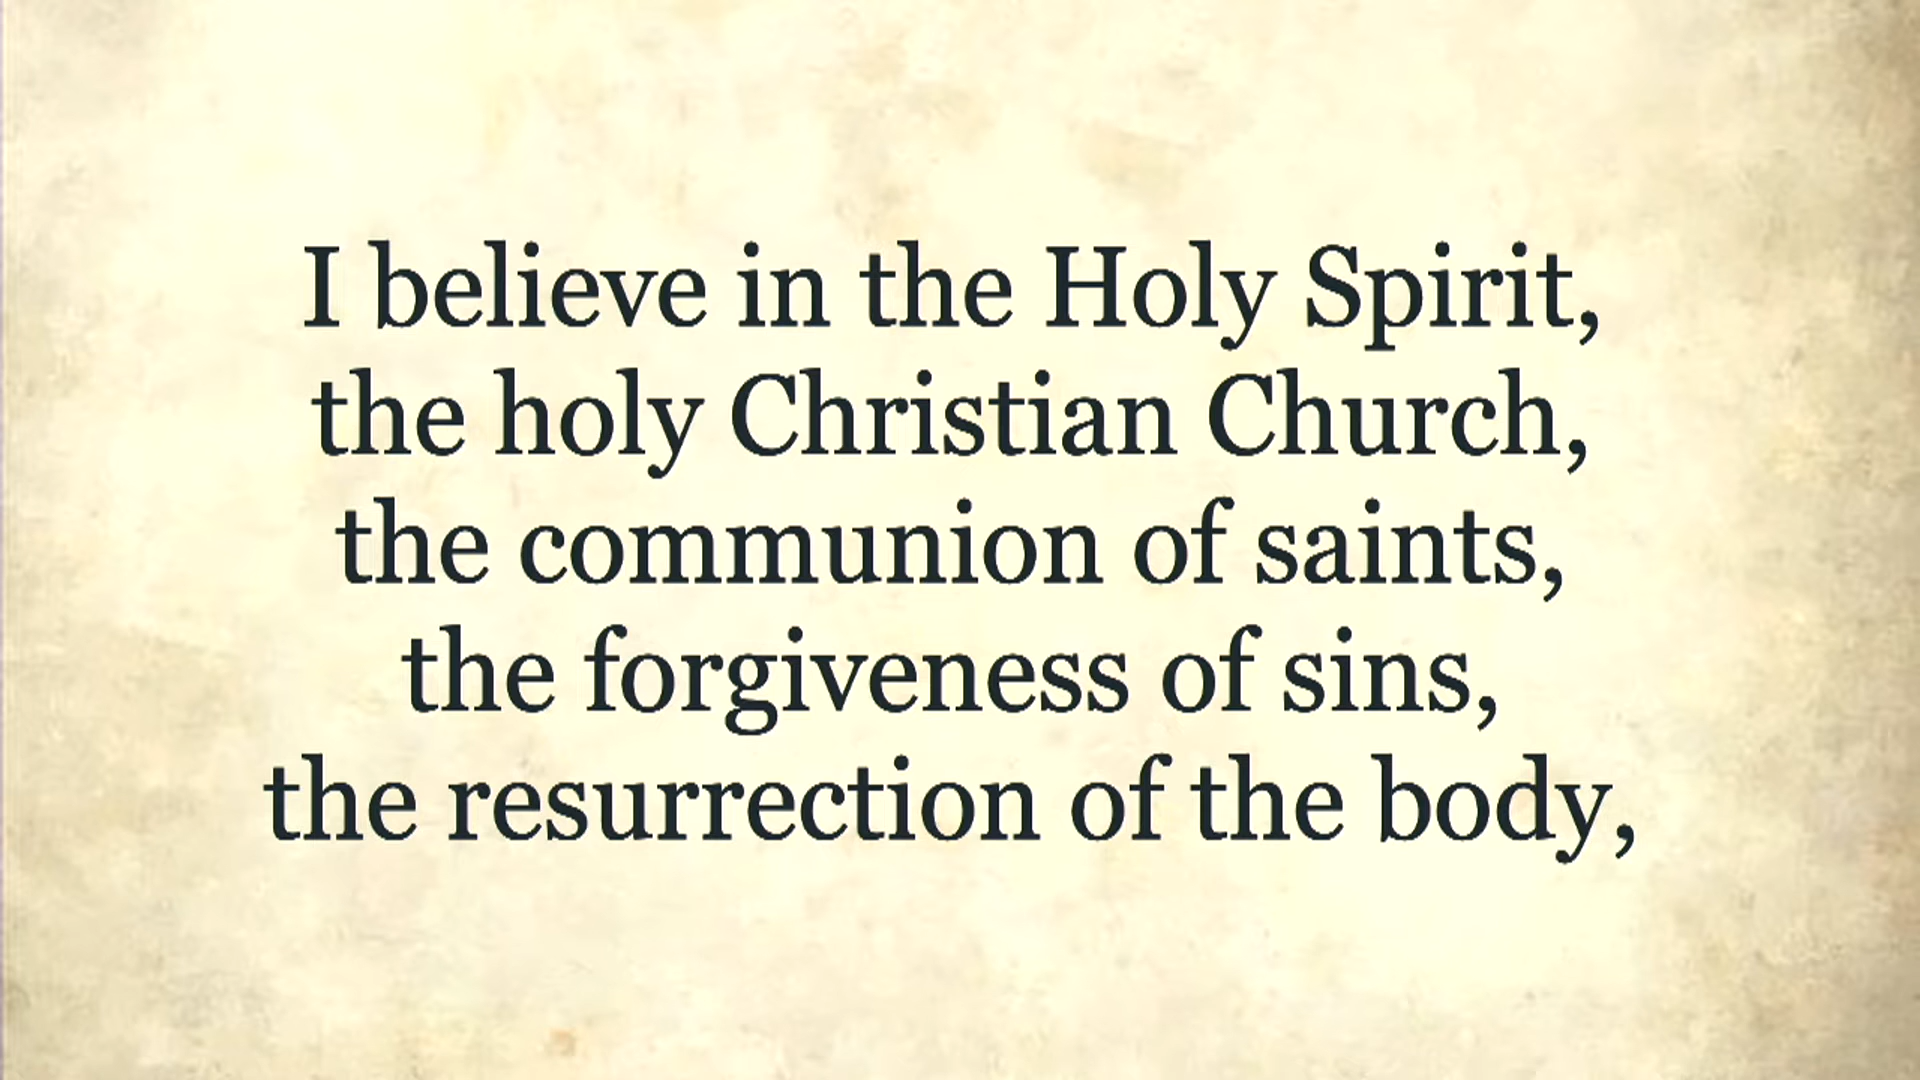 I believe in the Holy Spirit,
the holy Christian Church,
the communion of saints,
the forgiveness of sins,
the resurrection of the body,